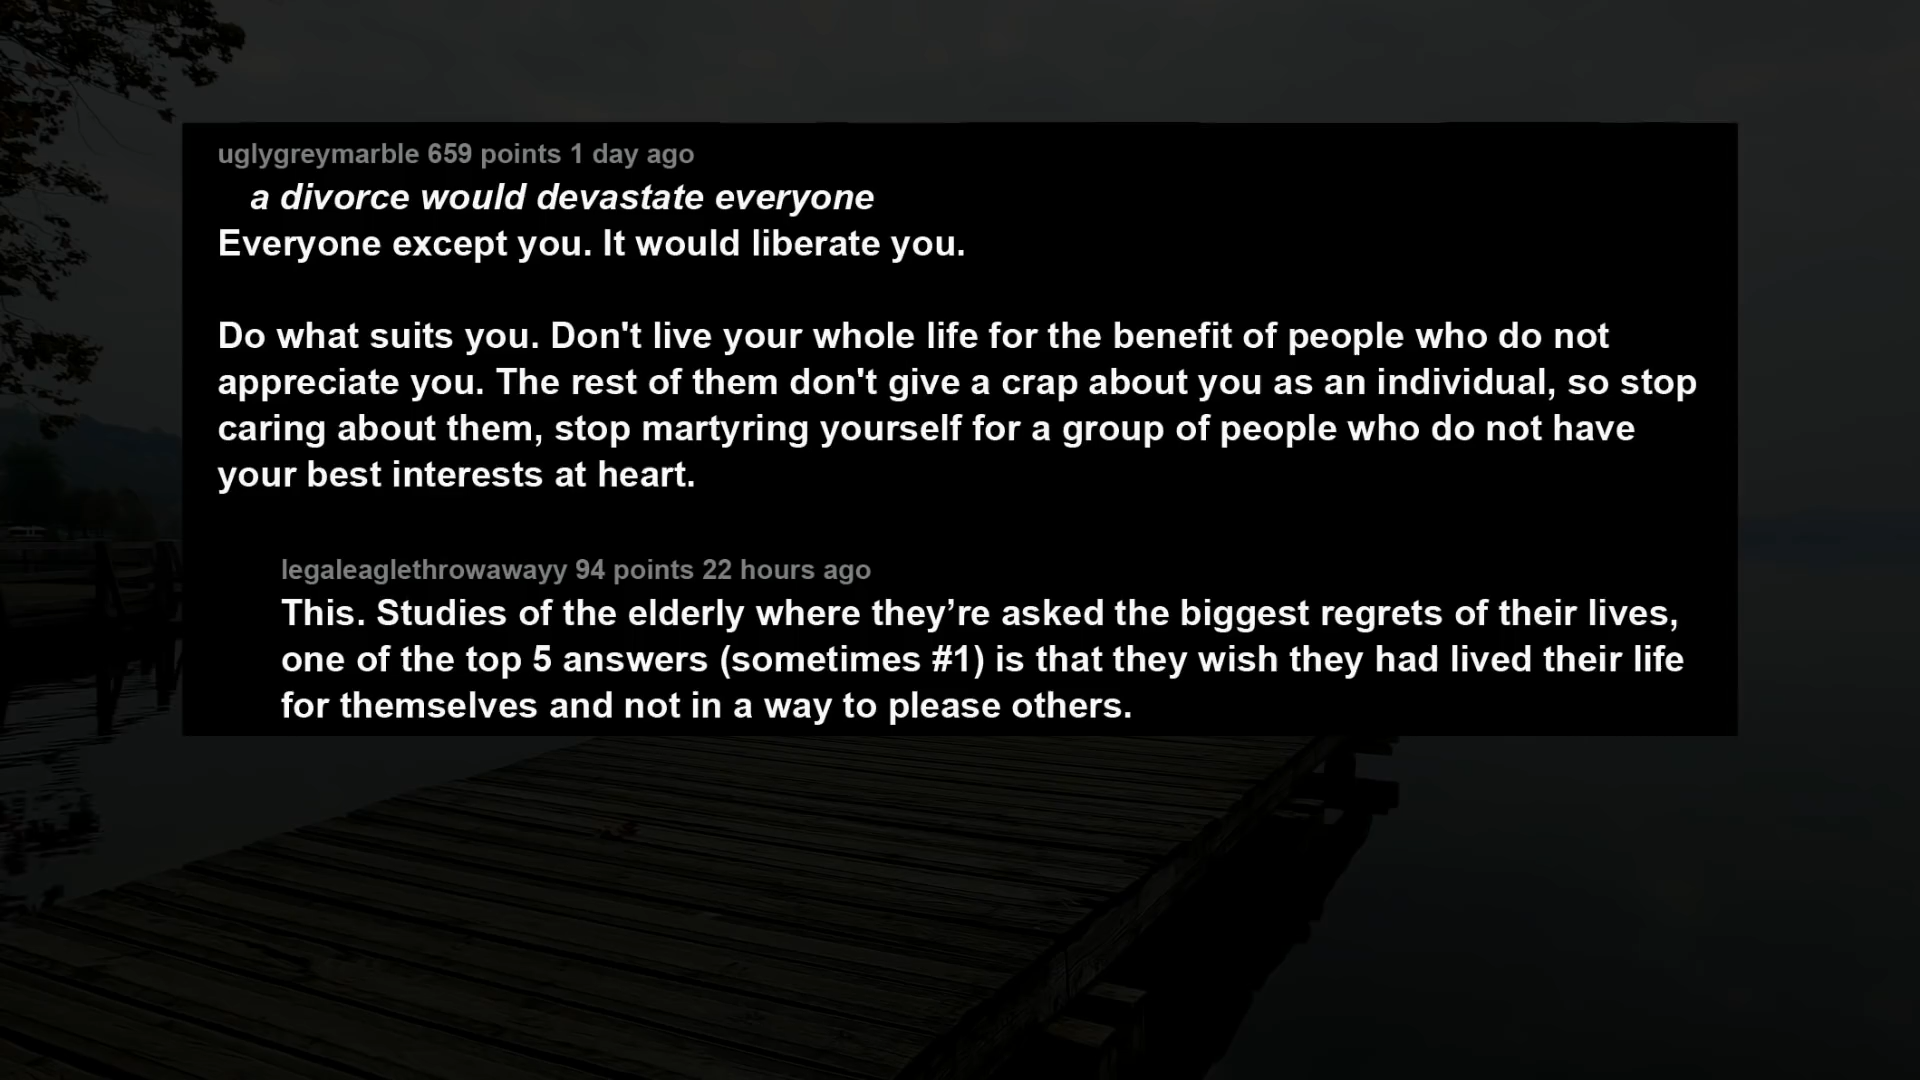 uglygreymarble 659 points 1 day ago
a divorce would devastate everyone
Everyone except you. It would liberate you.
Do what suits you. Don't live your whole life for the benefit of people who do not
appreciate you. The rest of them don't give a crap about you as an individual, so stop
caring about them, stop martyring yourself for a group of people who do not have
your best interests at heart.
legaleaglethrowawayy 94 points 22 hours ago
This. Studies of the elderly where they’re asked the biggest regrets of their lives,
one of the top 5 answers (sometimes #1) is that they wish they had lived their life
for themselves and not in a way to please others.